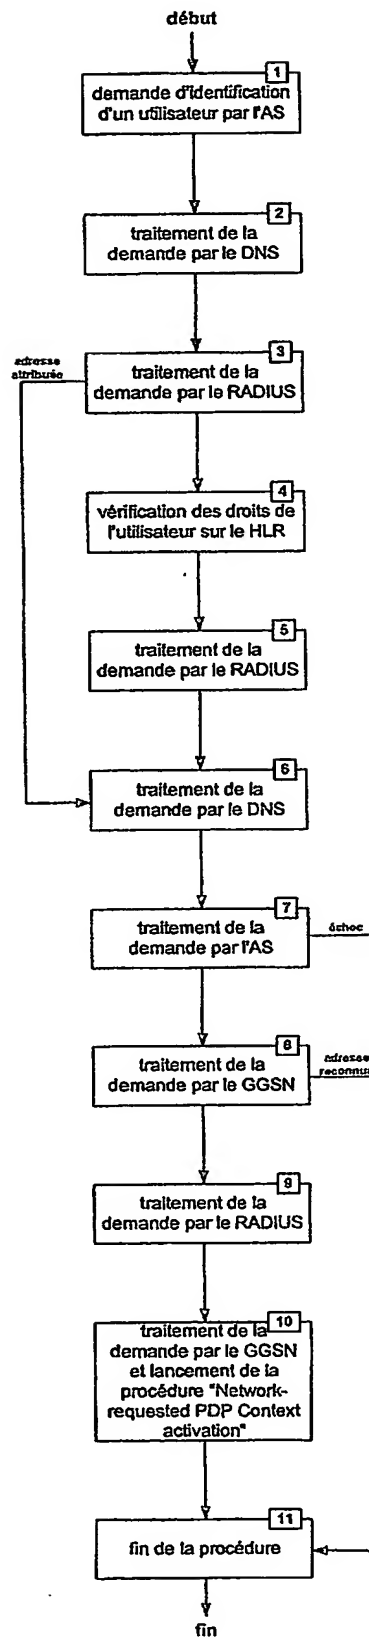 début
1
demande d'identification
d'un utilisateur par l'AS
2
traitement de la
demande par le DNS
3
adresse
attribuée
traitement de la
demande par le RADIUS
4
vérification des droits de
l'utilisateur sur le HLR
5
traitement de la
demande par le RADIUS
6
traitement de la
demande par le DNS
7
traitement de la
demande par l'AS
échec
8
traitement de la
demande par le GGSN
adresse
9
traitement de la
demande par le RADIUS
10
traitement de la
demande par le GGSN
et lancement de la
procédure "Network-
requested PDP Context
activation"
11
fin de la procédure
fin